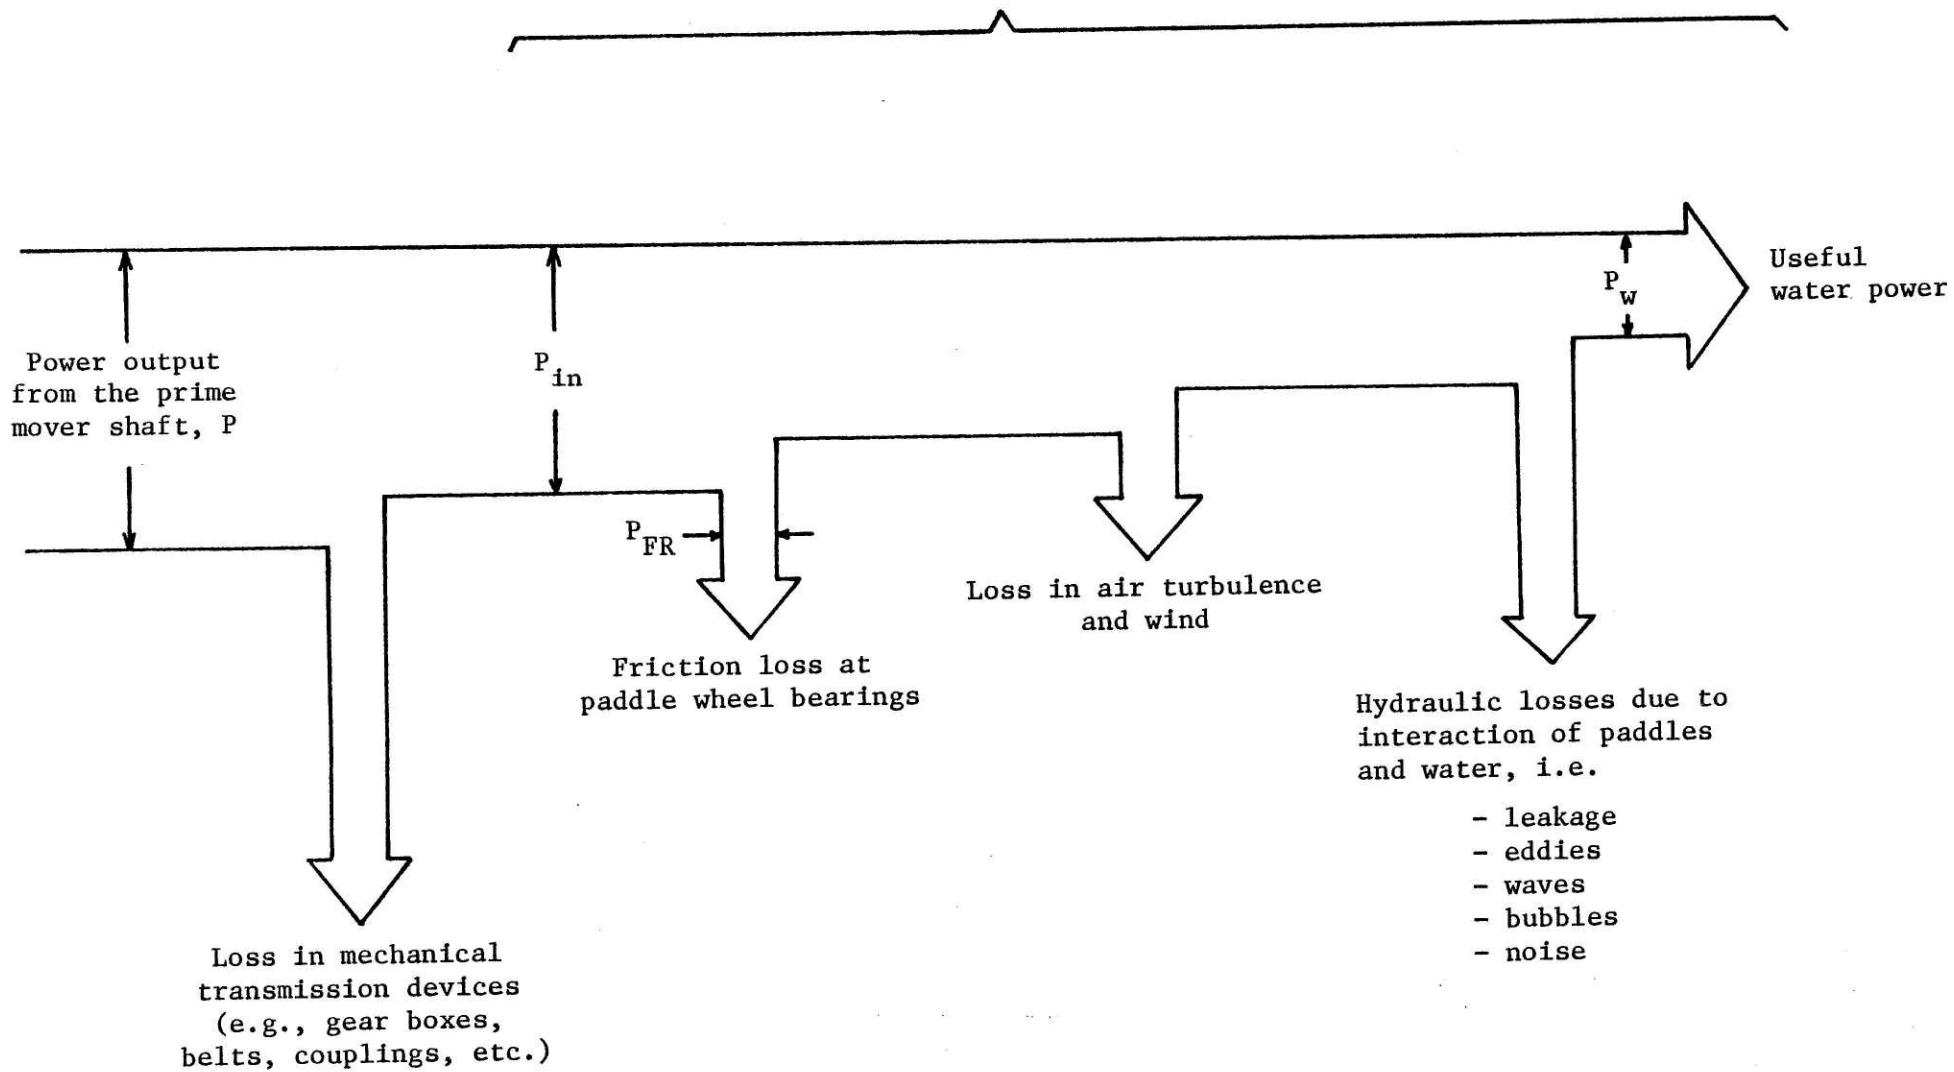 Useful
water power
P
w
Power output
from the prime
mover shaft, P
P
in
P
FR
Loss in air turbulence
and wind
Friction loss at
paddle wheel bearings
Hydraulic losses due to
interaction of paddles
and water, i.e.
- leakage
- eddies
- waves
- bubbles
- noise
Loss in mechanical
transmission devices
(e.g., gear boxes,
belts, couplings, etc.)